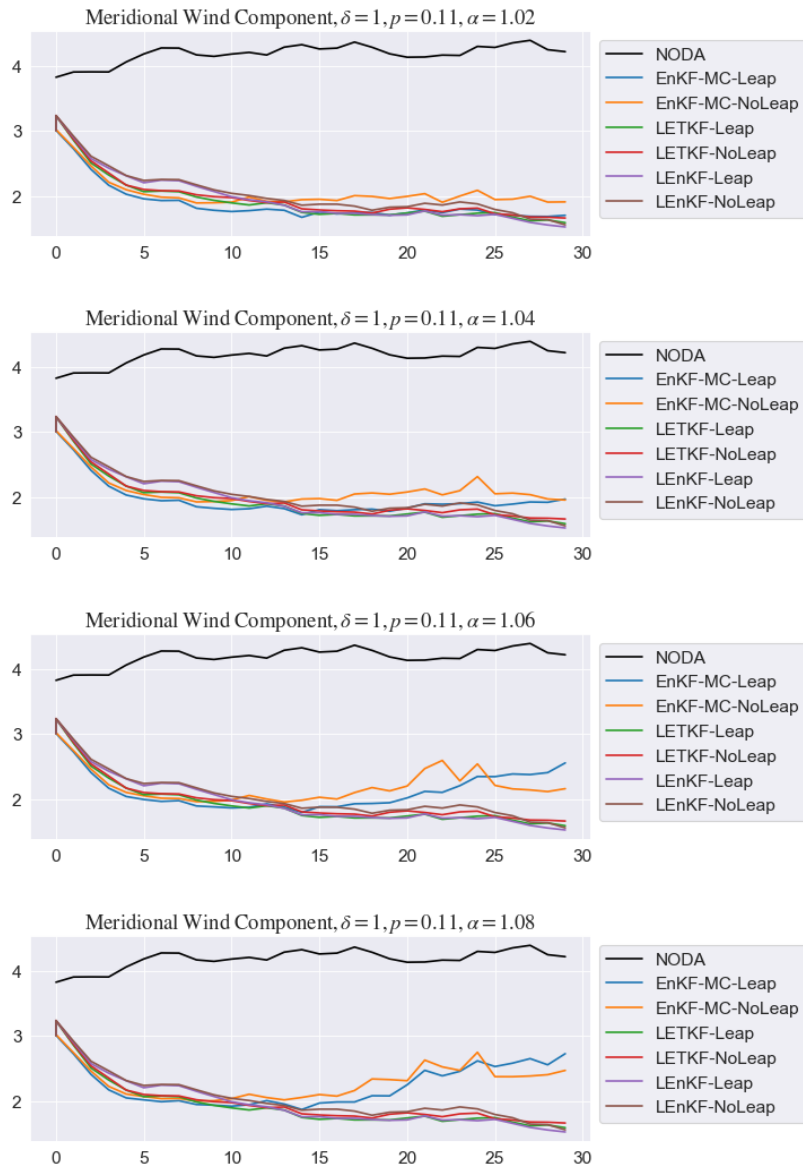 Meridional Wind Component, δ = 1, p = 0.11, α = 1.02
4
3
2
0 5 10 15 20 25 30
NODA
EnKF-MC-Leap
EnKF-MC-NoLeap
LETKF-Leap
LETKF-NoLeap
LEnKF-Leap
LEnKF-NoLeap
Meridional Wind Component, δ = 1, p = 0.11, α = 1.04
4
3
2
0 5 10 15 20 25 30
NODA
EnKF-MC-Leap
EnKF-MC-NoLeap
LETKF-Leap
LETKF-NoLeap
LEnKF-Leap
LEnKF-NoLeap
Meridional Wind Component, δ = 1, p = 0.11, α = 1.06
4
3
2
0 5 10 15 20 25 30
NODA
EnKF-MC-Leap
EnKF-MC-NoLeap
LETKF-Leap
LETKF-NoLeap
LEnKF-Leap
LEnKF-NoLeap
Meridional Wind Component, δ = 1, p = 0.11, α = 1.08
4
3
2
0 5 10 15 20 25 30
NODA
EnKF-MC-Leap
EnKF-MC-NoLeap
LETKF-Leap
LETKF-NoLeap
LEnKF-Leap
LEnKF-NoLeap